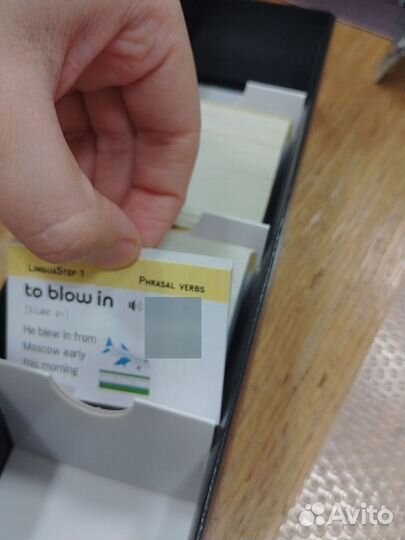 LINGUASTEP 1
PHRASAL VERBS
to blow in
[bləʊ ɪn]
He blew in from
Moscow early
this morning
Avito